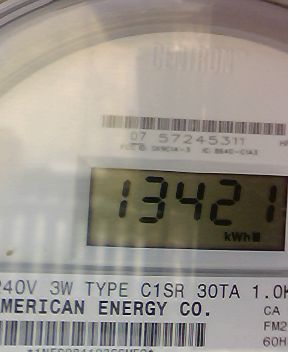 CENTRON
07 57245311
13421
kWh
240V 3W TYPE C1SR 30TA 1.0K
AMERICAN ENERGY CO.
CA
FM2
60H